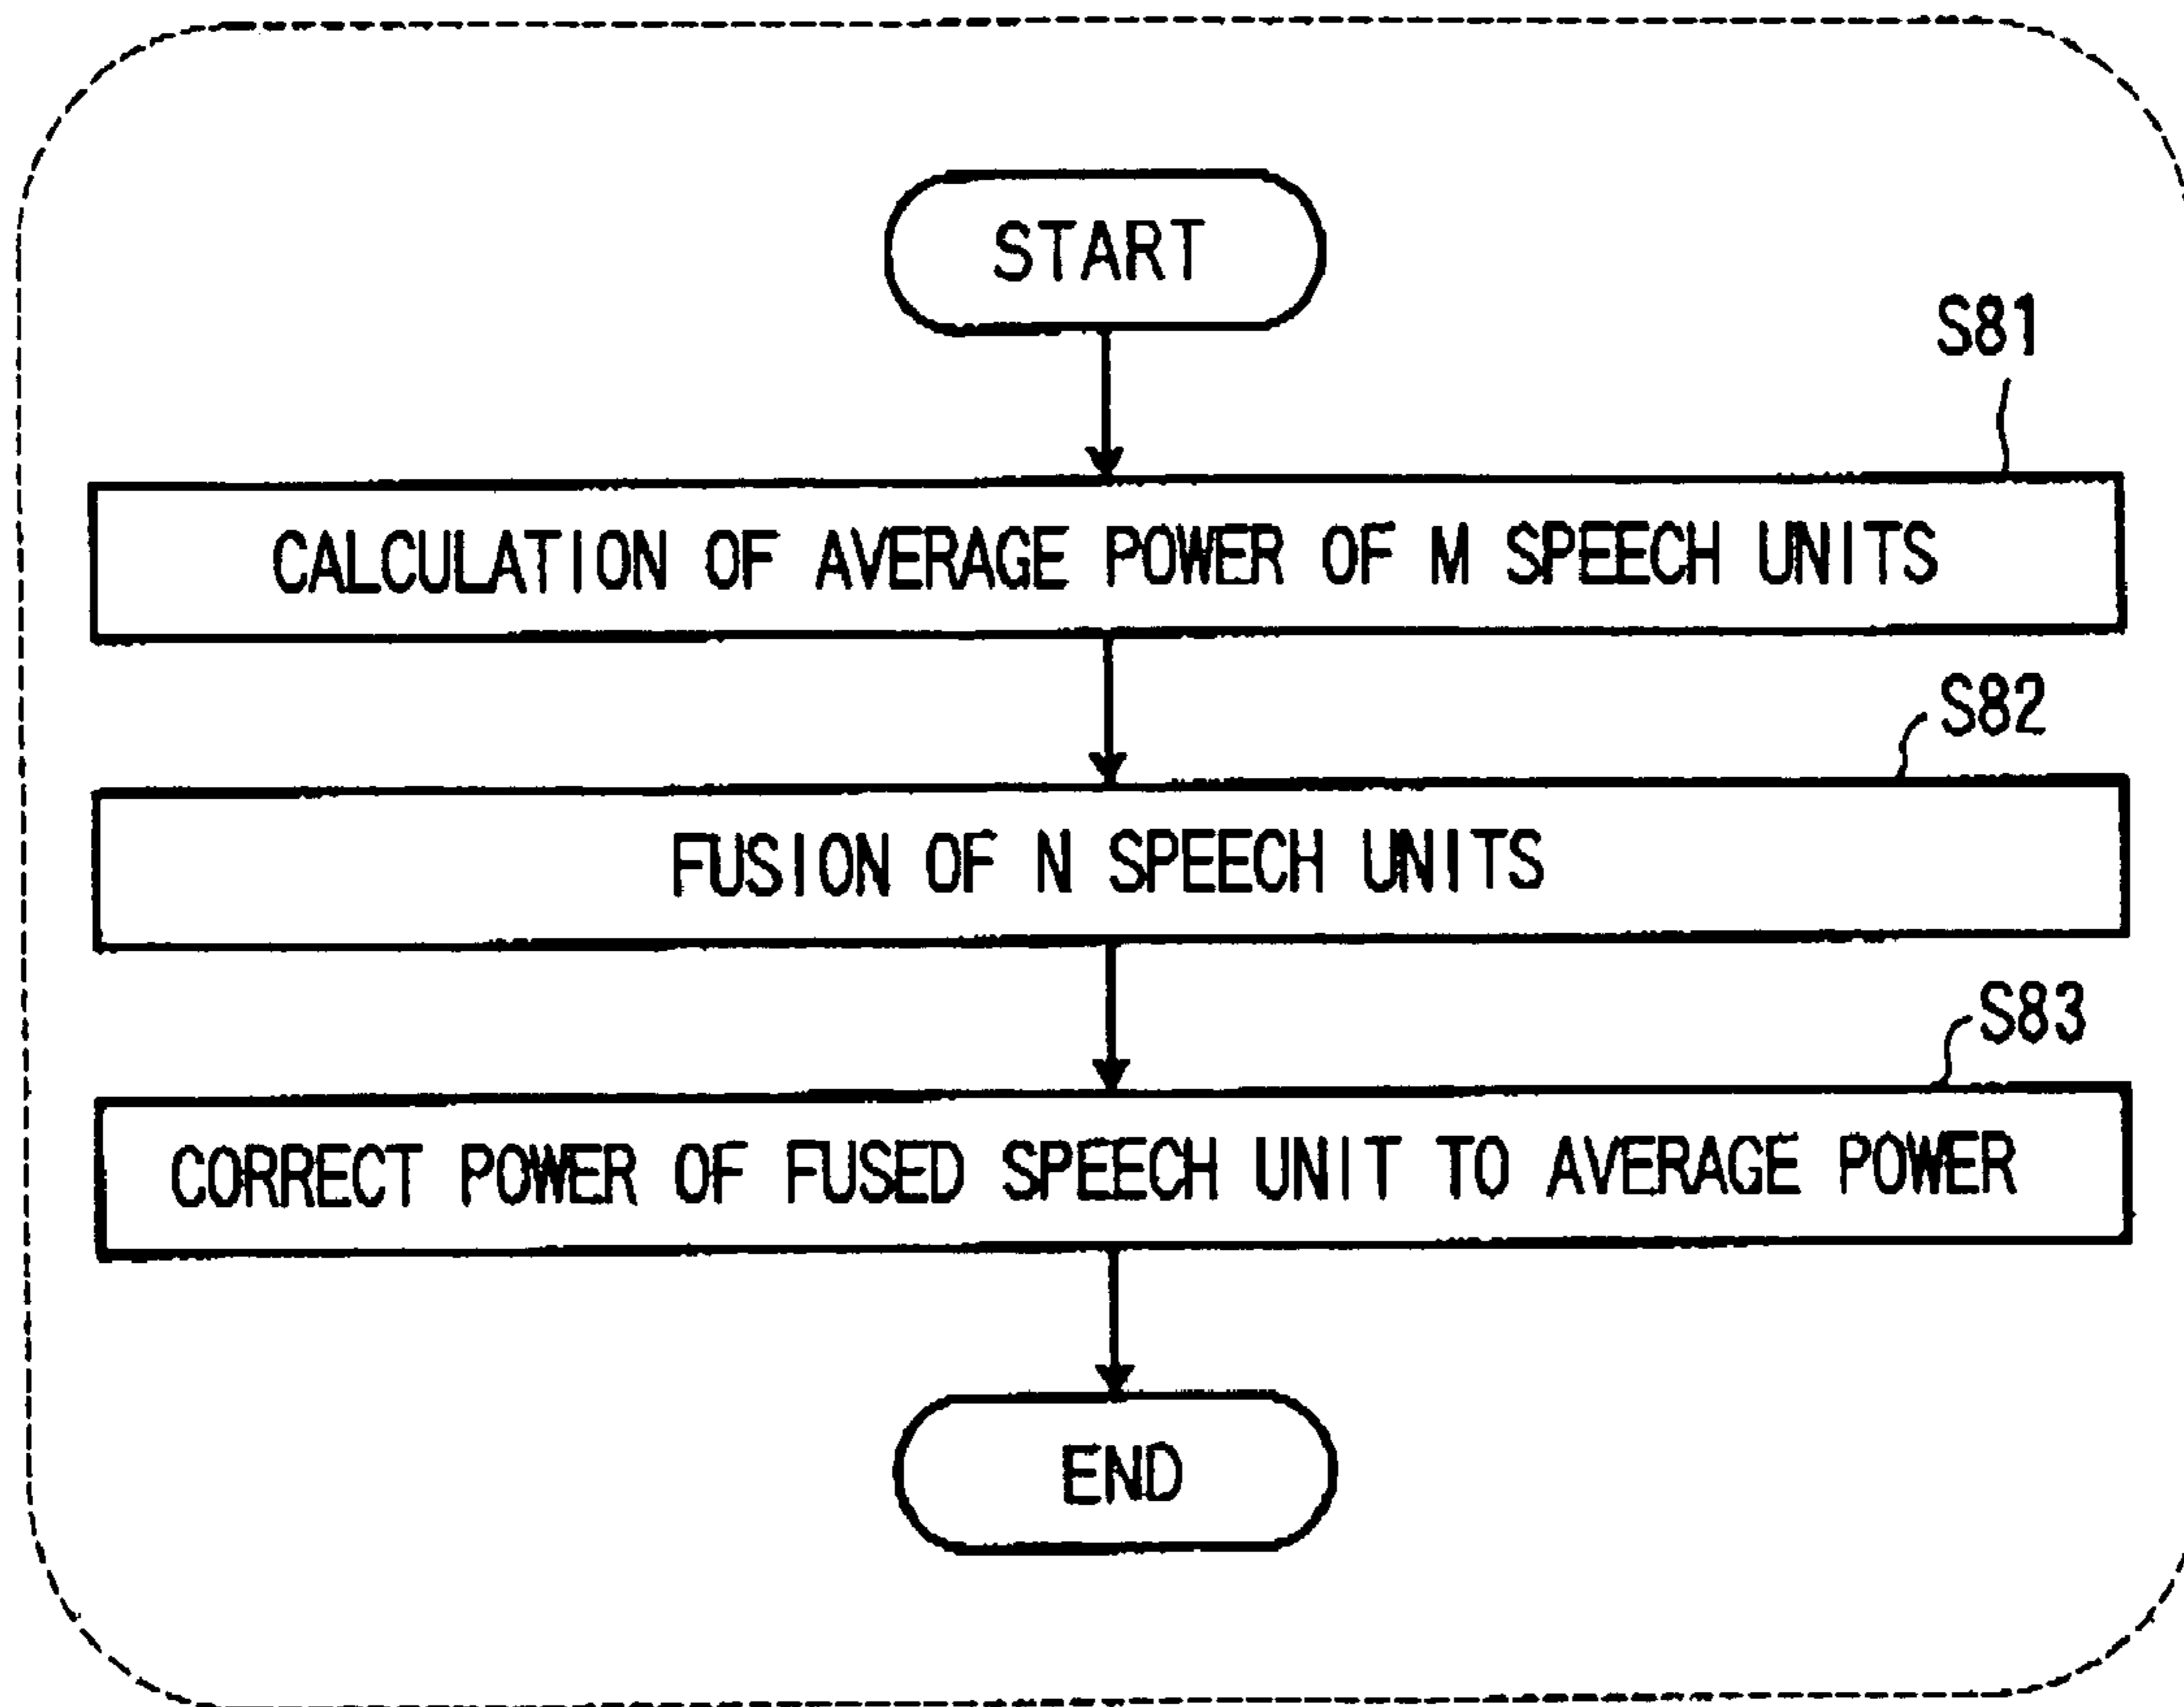 START
S81
CALCULATION OF AVERAGE POWER OF M SPEECH UNITS
S82
FUSION OF N SPEECH UNITS
S83
CORRECT POWER OF FUSED SPEECH UNIT TO AVERAGE POWER
END